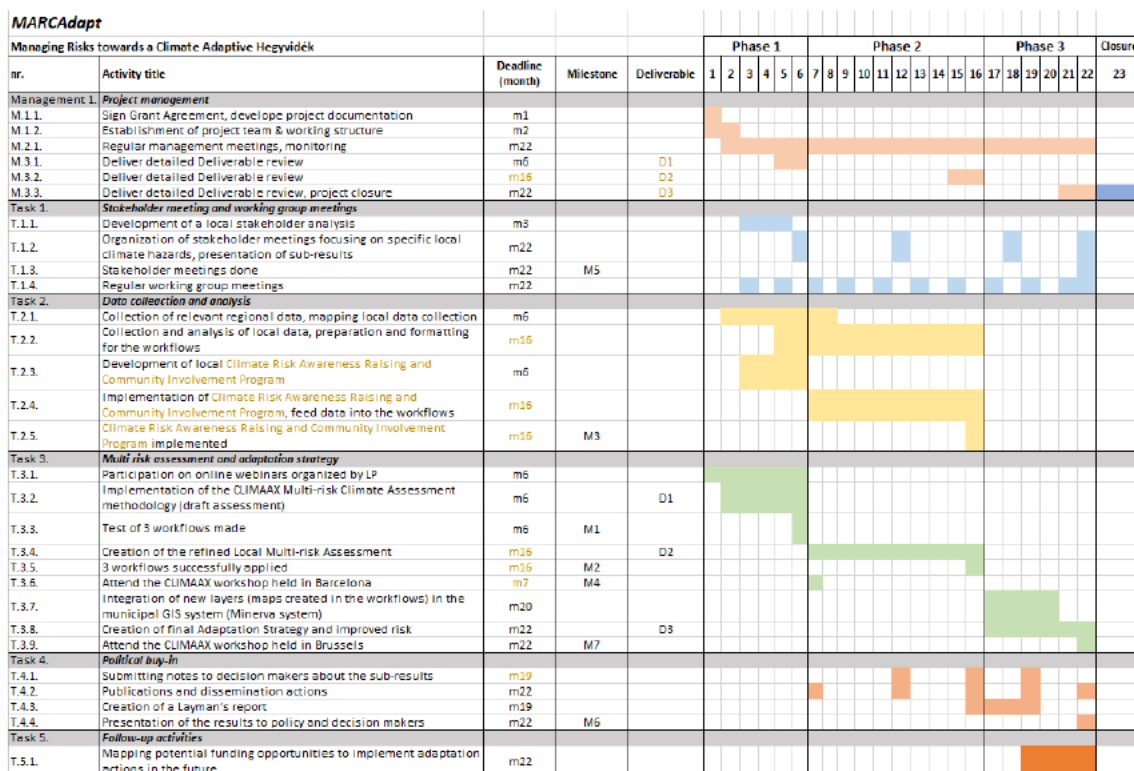 MARCAdapt
Managing Risks towards a Climate Adaptive Hegyvidék Phase 1 Phase 2 Phase 3 Closure
nr. Activity title Deadline (month) Milestone Deliverable 1 2 3 4 5 6 7 8 9 10 11 12 13 14 15 16 17 18 19 20 21 22 23
Management 1. Project management
M.1.1. Sign Grant Agreement, develope project documentation m1
M.1.2. Establishment of project team & working structure m2
M.2.1. Regular management meetings, monitoring m22
M.3.1. Deliver detailed Deliverable review m6 D1
M.3.2. Deliver detailed Deliverable review m16 D2
M.3.3. Deliver detailed Deliverable review, project closure m22 D3
Task 1. Stakeholder meeting and working group meetings
T.1.1. Development of a local stakeholder analysis m3
T.1.2. Organization of stakeholder meetings focusing on specific local
climate hazards, presentation of sub-results m22
T.1.3. Stakeholder meetings done m22 M5
T.1.4. Regular working group meetings m22
Task 2. Data colleaction and analysis
T.2.1. Collection of relevant regional data, mapping local data collection m6
T.2.2. Collection and analysis of local data, preparation and formatting
for the workflows m16
T.2.3. Development of local Climate Risk Awareness Raising and
Community Involvement Program m6
T.2.4. Implementation of Climate Risk Awareness Raising and
Community Involvement Program, feed data into the workflows m16
T.2.5. Climate Risk Awareness Raising and Community Involvement
Program implemented m16 M3
Task 3. Multi risk assessment and adaptation strategy
T.3.1. Participation on online webinars organized by LP m6
T.3.2. Implementation of the CLIMAAX Multi-risk Climate Assessment
methodology (draft assessment) m6 D1
T.3.3. Test of 3 workflows made m6 M1
T.3.4. Creation of the refined Local Multi-risk Assessment m16 D2
T.3.5. 3 workflows successfully applied m16 M2
T.3.6. Attend the CLIMAAX workshop held in Barcelona m7 M4
T.3.7. Integration of new layers (maps created in the workflows) in the
municipal GIS system (Minerva system) m20
T.3.8. Creation of final Adaptation Strategy and improved risk m22 D3
T.3.9. Attend the CLIMAAX workshop held in Brussels m22 M7
Task 4. Political buy-in
T.4.1. Submitting notes to decision makers about the sub-results m19
T.4.2. Publications and dissemination actions m22
T.4.3. Creation of a Layman's report m19
T.4.4. Presentation of the results to policy and decision makers m22 M6
Task 5. Follow-up activities
T.5.1. Mapping potential funding opportunities to implement adaptation
actions in the future m22